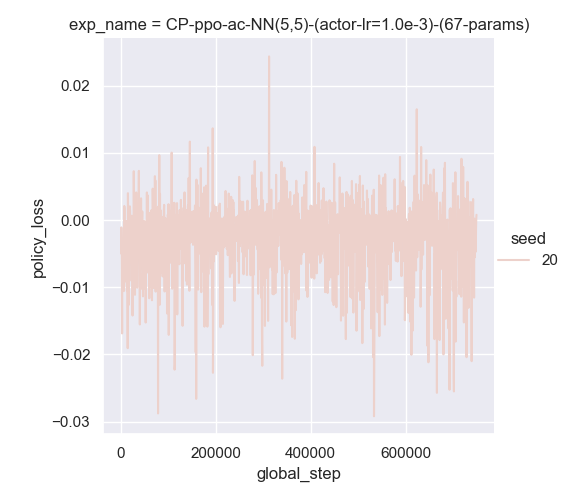 exp_name = CP-ppo-ac-NN(5,5)-(actor-lr=1.0e-3)-(67-params)
0.02
0.01
0.00
−0.01
−0.02
−0.03
policy_loss
0
200000
400000
600000
global_step
seed
20